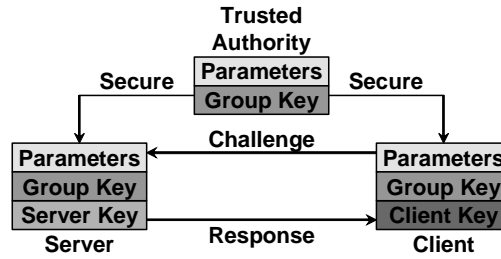 Trusted
Authority
Parameters
Group Key
Secure
Secure
Challenge
Parameters
Group Key
Server Key
Server
Parameters
Group Key
Client Key
Client
Response